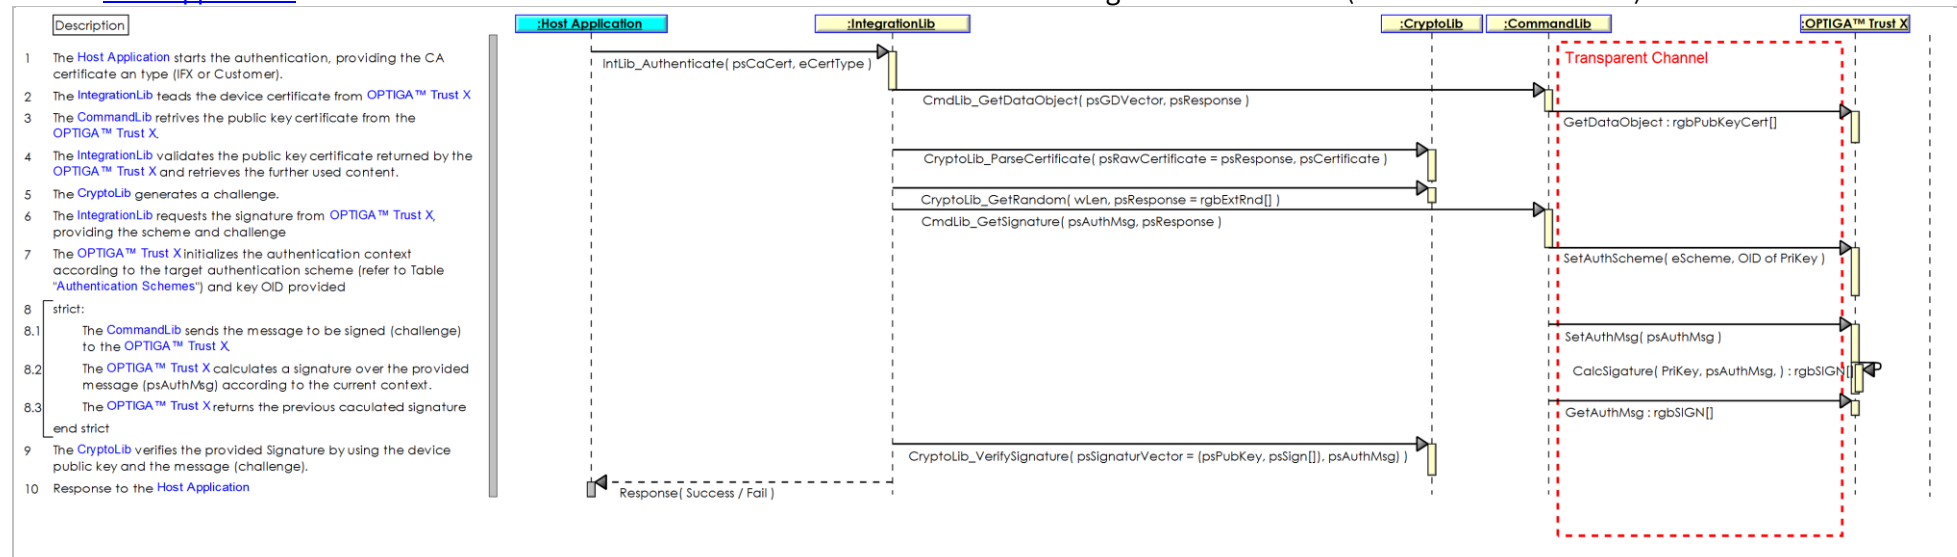 Description
1 The Host Application starts the authentication, providing the CA
certificate an type (IFX or Customer).
2 The IntegrationLib teads the device certificate from OPTIGA™ Trust X
3 The CommandLib retrives the public key certificate from the
OPTIGA™ Trust X.
4 The IntegrationLib validates the public key certificate returned by the
OPTIGA™ Trust X and retrieves the further used content.
5 The CryptoLib generates a challenge.
6 The IntegrationLib requests the signature from OPTIGA™ Trust X,
providing the scheme and challenge
7 The OPTIGA™ Trust X initializes the authentication context
according to the target authentication scheme (refer to Table
"Authentication Schemes") and key OID provided
8 strict:
8.1 The CommandLib sends the message to be signed (challenge)
to the OPTIGA™ Trust X.
8.2 The OPTIGA™ Trust X calculates a signature over the provided
message (psAuthMsg) according to the current context.
8.3 The OPTIGA™ Trust X returns the previous caculated signature
end strict
9 The CryptoLib verifies the provided Signature by using the device
public key and the message (challenge).
10 Response to the Host Application
:Host Application
:IntegrationLib
:CryptoLib
:CommandLib
:OPTIGA™ Trust X
Transparent Channel
IntLib_Authenticate( psCaCert, eCertType )
CmdLib_GetDataObject( psGDVector, psResponse )
GetDataObject : rgbPubKeyCert[]
CryptoLib_ParseCertificate( psRawCertificate = psResponse, psCertificate )
CryptoLib_GetRandom( wLen, psResponse = rgbExtRnd[] )
CmdLib_GetSignature( psAuthMsg, psResponse )
SetAuthScheme( eScheme, OID of PriKey )
SetAuthMsg( psAuthMsg )
CalcSigature( PriKey, psAuthMsg, ) : rgbSIGN[]
GetAuthMsg : rgbSIGN[]
CryptoLib_VerifySignature( psSignaturVector = (psPubKey, psSign[]), psAuthMsg) )
Response( Success / Fail )